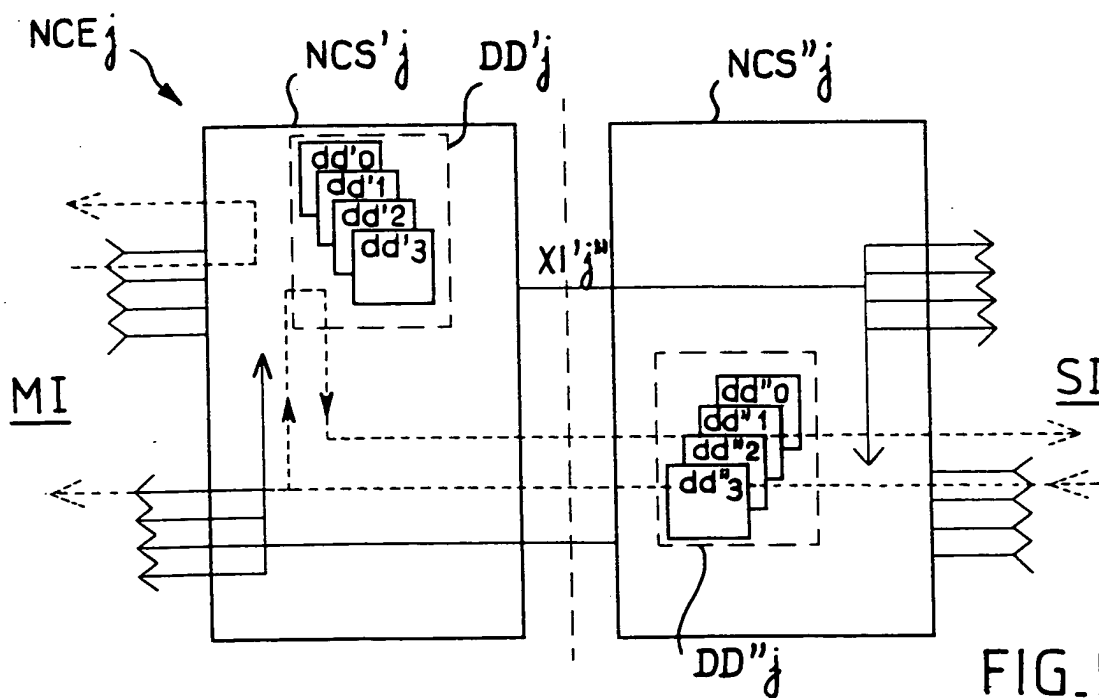 NCEj
NCS'j
DD'j
NCS"j
dd'0
dd'1
dd'2
dd'3
XI'j"
MI
SI
dd"0
dd"1
dd"2
dd"3
DD"j
FIG_